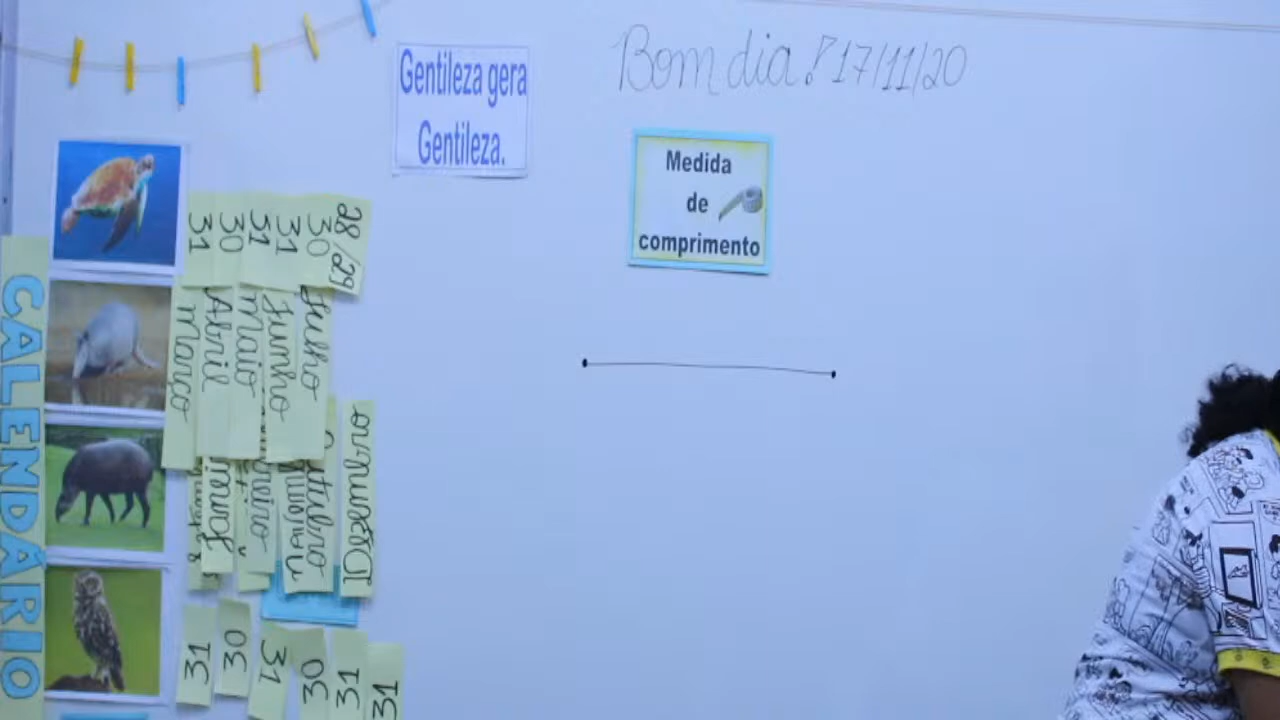 Bom dia! 17/11/20
Gentileza gera
Gentileza.
Medida
de
comprimento
CALENDÁRIO
31
30
31
31
30
28/29
Março
Abril
Maio
Junho
Julho
Dezembro
31
30
31
30
31
31